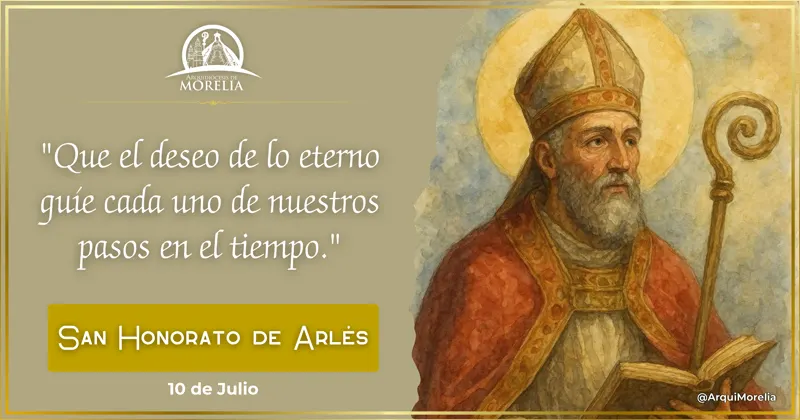 ARQUIDIÓCESIS DE
MORELIA
"Que el deseo de lo eterno
guíe cada uno de nuestros
pasos en el tiempo."
San Honorato de Arlés
10 de Julio
@ArquiMorelia